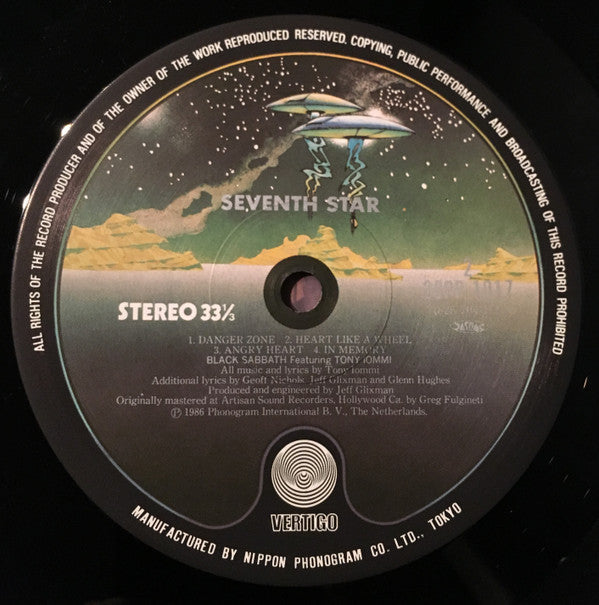 ALL RIGHTS OF THE RECORD PRODUCER AND OF THE OWNER OF THE WORK REPRODUCED RESERVED. COPYING, PUBLIC PERFORMANCE AND BROADCASTING OF THIS RECORD PROHIBITED
SEVENTH STAR
STEREO 33⅓
1. DANGER ZONE 2. HEART LIKE A WHEEL
3. ANGRY HEART 4. IN MEMORY
BLACK SABBATH Featuring TONY IOMMI
All music and lyrics by Tony Iommi
Additional lyrics by Geoff Nichols, Jeff Glixman and Glenn Hughes
Produced and engineered by Jeff Glixman
Originally mastered at Artisan Sound Recorders, Hollywood Ca. by Greg Fulgineti
Ⓟ 1986 Phonogram International B. V., The Netherlands.
VERTIGO
MANUFACTURED BY NIPPON PHONOGRAM CO. LTD., TOKYO